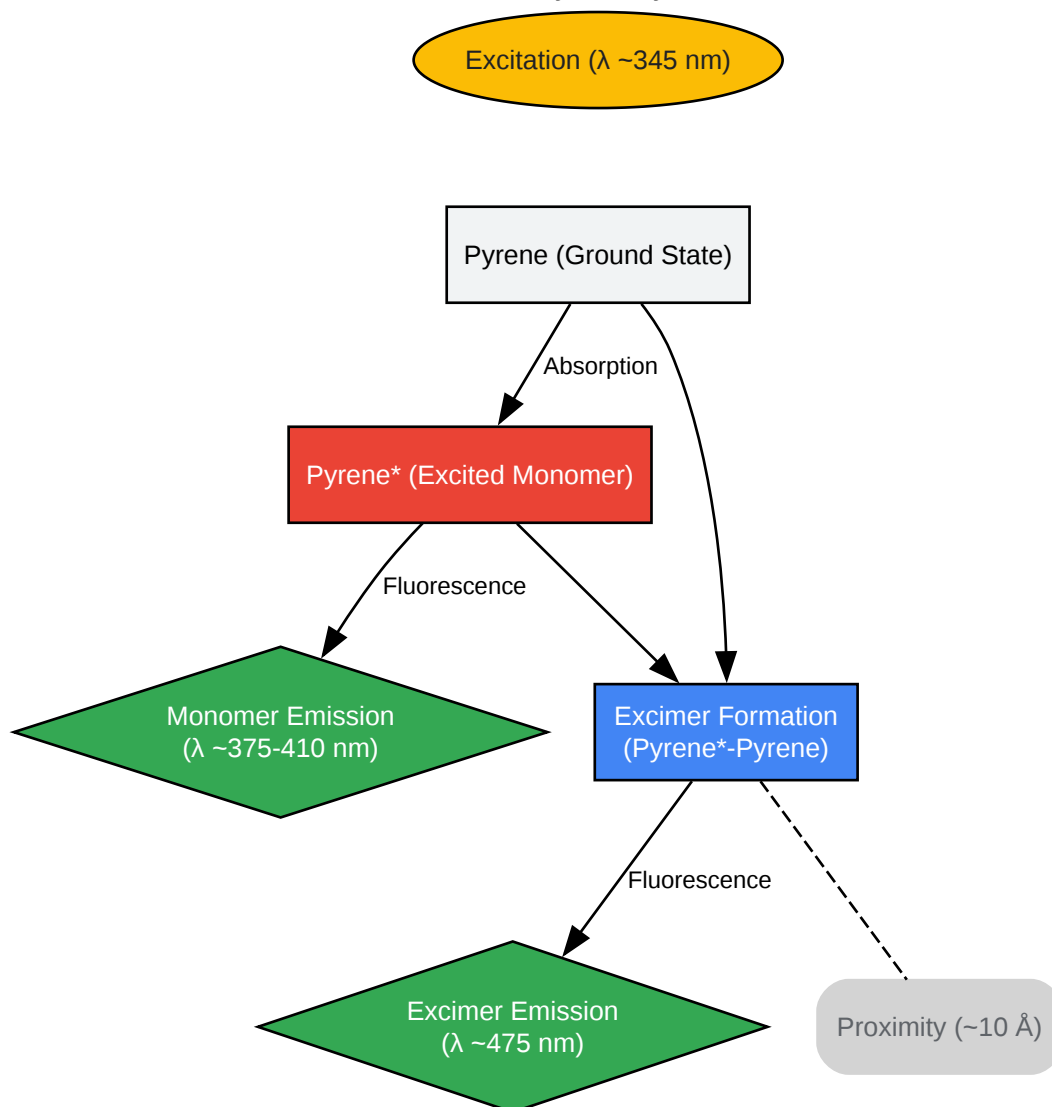 Excitation (λ ~345 nm)
Pyrene (Ground State)
Absorption
Pyrene* (Excited Monomer)
Fluorescence
Monomer Emission
(λ ~375-410 nm)
Excimer Formation
(Pyrene*-Pyrene)
Fluorescence
Excimer Emission
(λ ~475 nm)
Proximity (~10 Å)